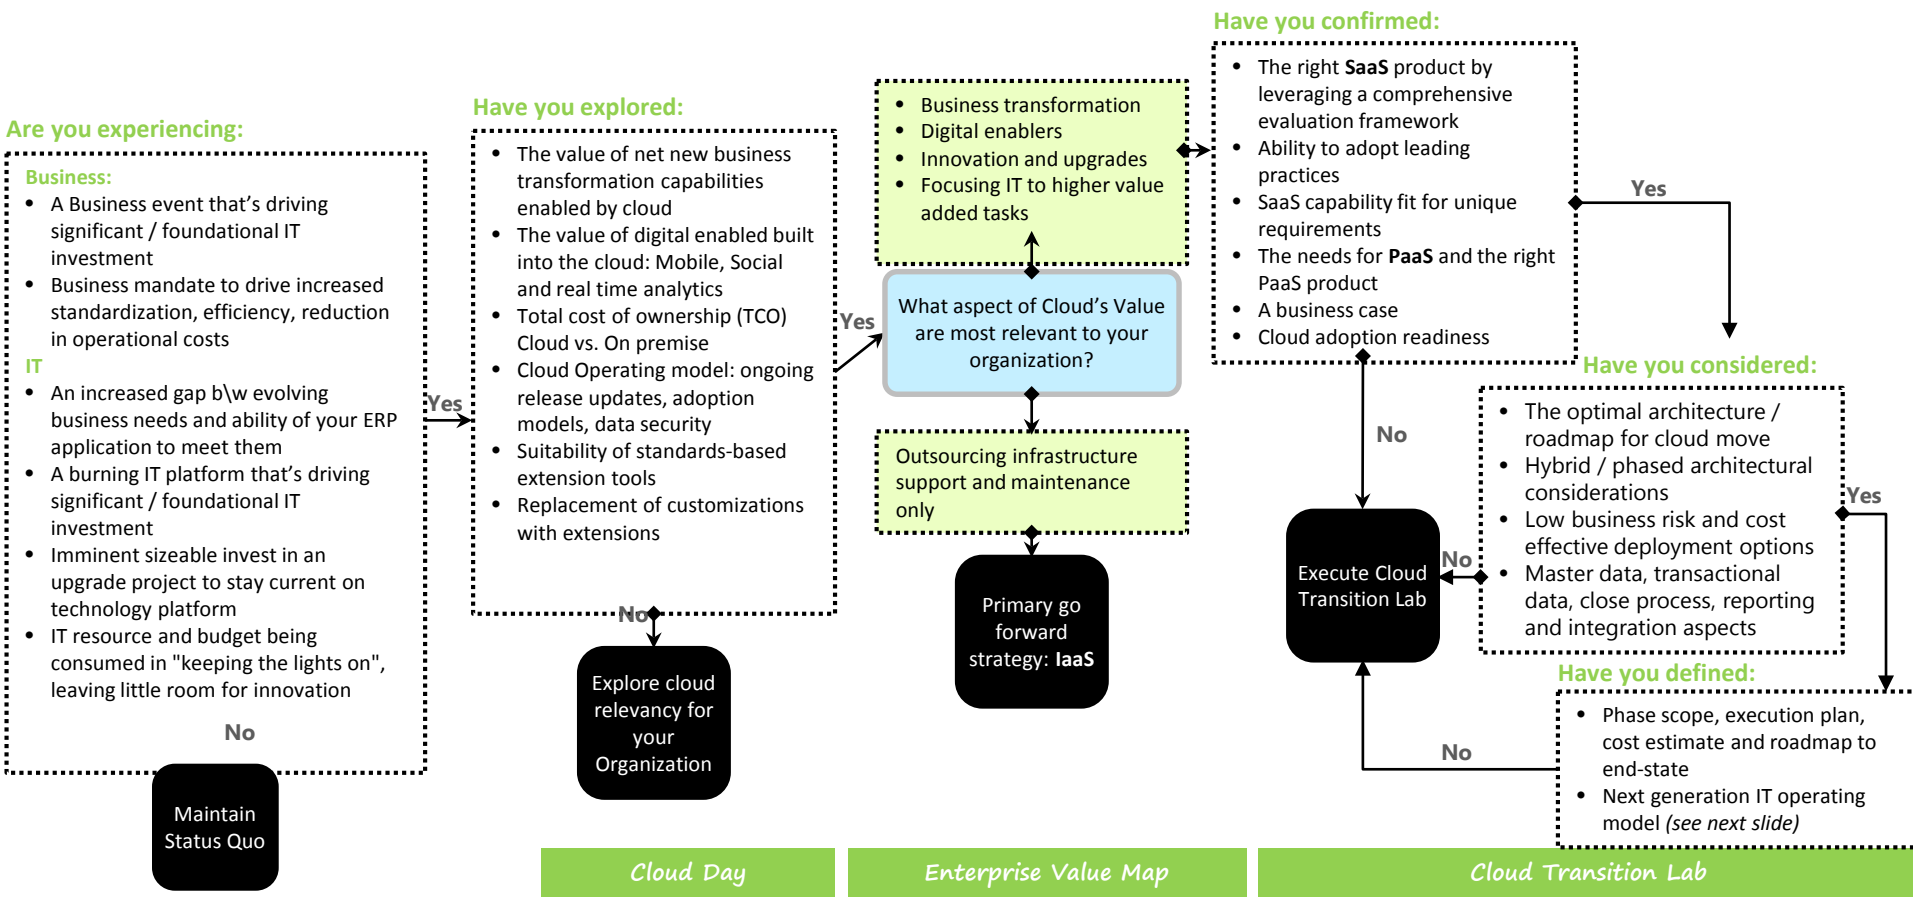 Are you experiencing:
Business:
• A Business event that's driving
significant / foundational IT
investment
• Business mandate to drive increased
standardization, efficiency, reduction
in operational costs
IT
• An increased gap b\w evolving
business needs and ability of your ERP
application to meet them
• A burning IT platform that's driving
significant / foundational IT
investment
• Imminent sizeable invest in an
upgrade project to stay current on
technology platform
• IT resource and budget being
consumed in "keeping the lights on",
leaving little room for innovation
No
Maintain
Status Quo
Yes
Have you explored:
• The value of net new business
transformation capabilities
enabled by cloud
• The value of digital enabled built
into the cloud: Mobile, Social
and real time analytics
• Total cost of ownership (TCO)
Cloud vs. On premise
• Cloud Operating model: ongoing
release updates, adoption
models, data security
• Suitability of standards-based
extension tools
• Replacement of customizations
with extensions
No
Explore cloud
relevancy for
your
Organization
Yes
• Business transformation
• Digital enablers
• Innovation and upgrades
• Focusing IT to higher value
added tasks
What aspect of Cloud's Value
are most relevant to your
organization?
Outsourcing infrastructure
support and maintenance
only
Primary go
forward
strategy: IaaS
Have you confirmed:
• The right SaaS product by
leveraging a comprehensive
evaluation framework
• Ability to adopt leading
practices
• SaaS capability fit for unique
requirements
• The needs for PaaS and the right
PaaS product
• A business case
• Cloud adoption readiness
Yes
No
Execute Cloud
Transition Lab
Have you considered:
• The optimal architecture /
roadmap for cloud move
• Hybrid / phased architectural
considerations
• Low business risk and cost
effective deployment options
• Master data, transactional
data, close process, reporting
and integration aspects
Yes
No
Have you defined:
• Phase scope, execution plan,
cost estimate and roadmap to
end-state
• Next generation IT operating
model (see next slide)
No
Cloud Day
Enterprise Value Map
Cloud Transition Lab